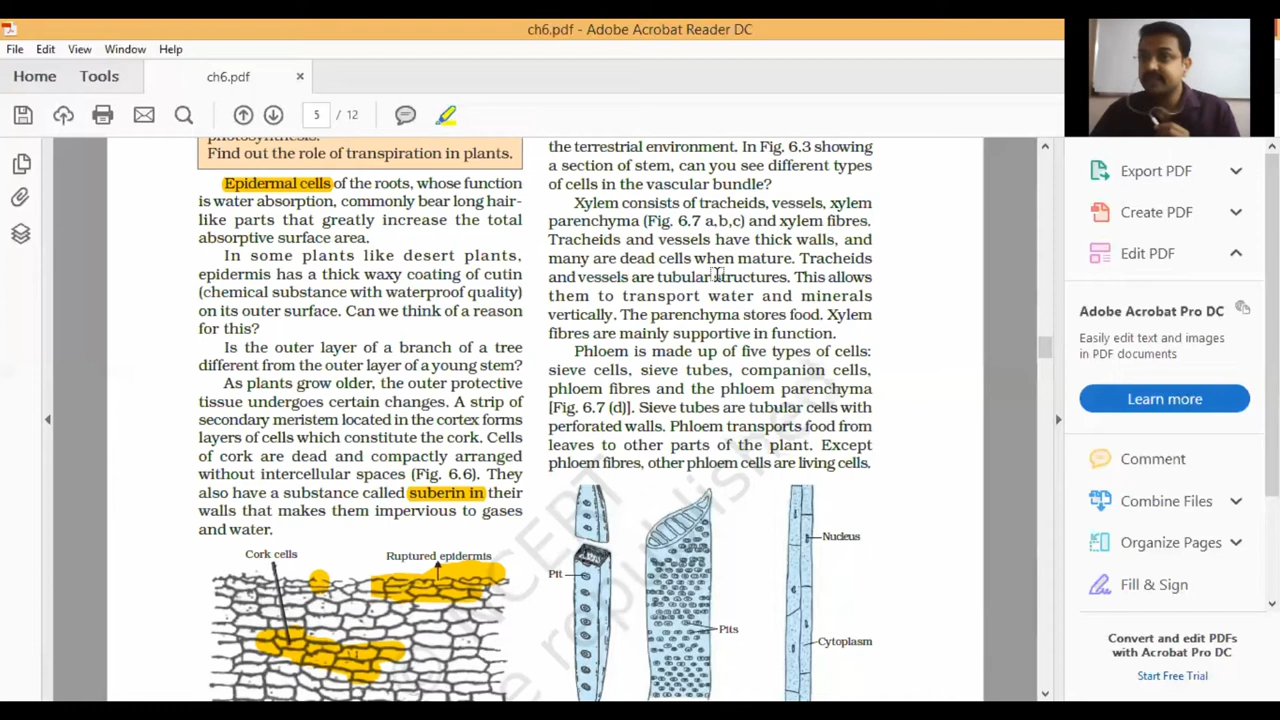 ch6.pdf - Adobe Acrobat Reader DC
File Edit View Window Help
Home Tools ch6.pdf ×
5 / 12
photosynthesis.
Find out the role of transpiration in plants.
Epidermal cells of the roots, whose function
is water absorption, commonly bear long hair-
like parts that greatly increase the total
absorptive surface area.
In some plants like desert plants,
epidermis has a thick waxy coating of cutin
(chemical substance with waterproof quality)
on its outer surface. Can we think of a reason
for this?
Is the outer layer of a branch of a tree
different from the outer layer of a young stem?
As plants grow older, the outer protective
tissue undergoes certain changes. A strip of
secondary meristem located in the cortex forms
layers of cells which constitute the cork. Cells
of cork are dead and compactly arranged
without intercellular spaces (Fig. 6.6). They
also have a substance called suberin in their
walls that makes them impervious to gases
and water.
Cork cells
Ruptured epidermis
the terrestrial environment. In Fig. 6.3 showing
a section of stem, can you see different types
of cells in the vascular bundle?
Xylem consists of tracheids, vessels, xylem
parenchyma (Fig. 6.7 a,b,c) and xylem fibres.
Tracheids and vessels have thick walls, and
many are dead cells when mature. Tracheids
and vessels are tubular structures. This allows
them to transport water and minerals
vertically. The parenchyma stores food. Xylem
fibres are mainly supportive in function.
Phloem is made up of five types of cells:
sieve cells, sieve tubes, companion cells,
phloem fibres and the phloem parenchyma
[Fig. 6.7 (d)]. Sieve tubes are tubular cells with
perforated walls. Phloem transports food from
leaves to other parts of the plant. Except
phloem fibres, other phloem cells are living cells.
Pit
Pits
Nucleus
Cytoplasm
NCERT
republished
Export PDF
Create PDF
Edit PDF
Adobe Acrobat Pro DC
Easily edit text and images
in PDF documents
Learn more
Comment
Combine Files
Organize Pages
Fill & Sign
Convert and edit PDFs
with Acrobat Pro DC
Start Free Trial